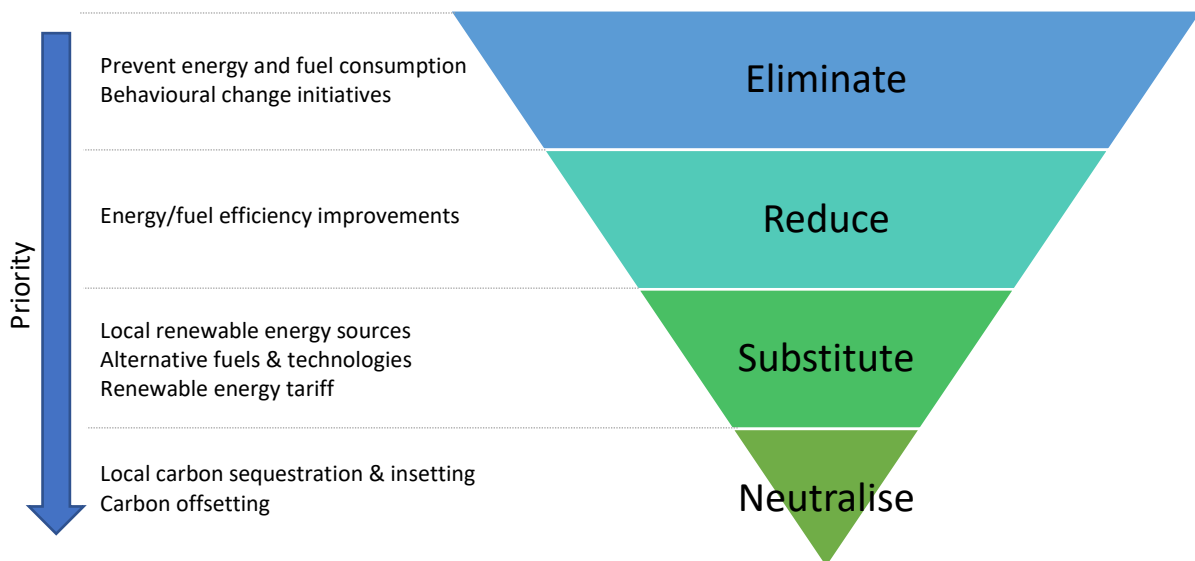 Priority
Prevent energy and fuel consumption
Behavioural change initiatives
Eliminate
Energy/fuel efficiency improvements
Reduce
Local renewable energy sources
Alternative fuels & technologies
Renewable energy tariff
Substitute
Local carbon sequestration & insetting
Carbon offsetting
Neutralise